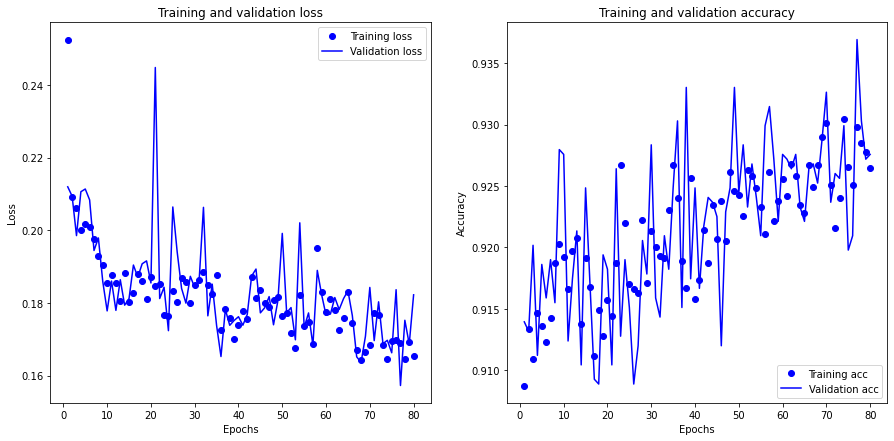 Training and validation loss
Training loss
Validation loss
0.24
0.22
0.20
0.18
0.16
Loss
0 10 20 30 40 50 60 70 80
Epochs
Training and validation accuracy
0.935
0.930
0.925
0.920
0.915
0.910
Accuracy
Training acc
Validation acc
0 10 20 30 40 50 60 70 80
Epochs